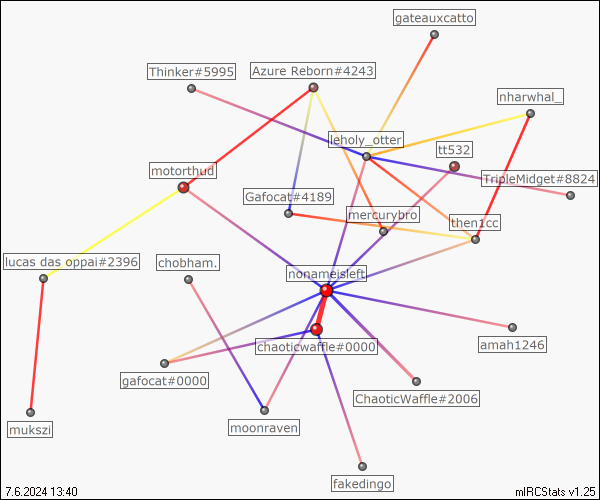 gateauxcatto
Thinker#5995
Azure Reborn#4243
nharwhal_
leholy_otter
tt532
motorthud
TripleMidget#8824
Gafocat#4189
mercurybro
then1cc
lucas das oppai#2396
chobham.
nonameisleft
chaoticwaffle#0000
amah1246
gafocat#0000
ChaoticWaffle#2006
mukszi
moonraven
fakedingo
7.6.2024 13:40
mIRCStats v1.25